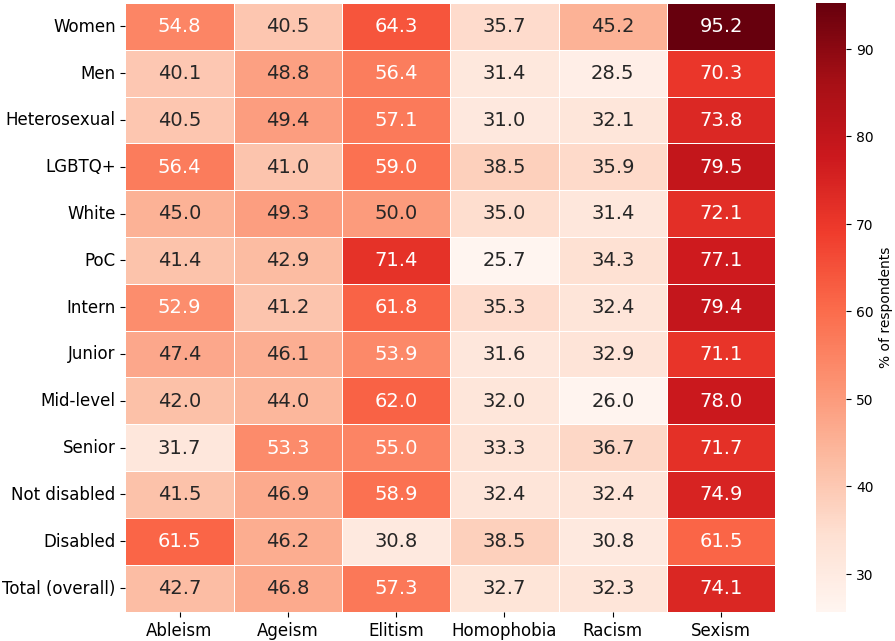 Women 54.8 40.5 64.3 35.7 45.2 95.2
Men 40.1 48.8 56.4 31.4 28.5 70.3
Heterosexual 40.5 49.4 57.1 31.0 32.1 73.8
LGBTQ+ 56.4 41.0 59.0 38.5 35.9 79.5
White 45.0 49.3 50.0 35.0 31.4 72.1
PoC 41.4 42.9 71.4 25.7 34.3 77.1
Intern 52.9 41.2 61.8 35.3 32.4 79.4
Junior 47.4 46.1 53.9 31.6 32.9 71.1
Mid-level 42.0 44.0 62.0 32.0 26.0 78.0
Senior 31.7 53.3 55.0 33.3 36.7 71.7
Not disabled 41.5 46.9 58.9 32.4 32.4 74.9
Disabled 61.5 46.2 30.8 38.5 30.8 61.5
Total (overall) 42.7 46.8 57.3 32.7 32.3 74.1
Ableism Ageism Elitism Homophobia Racism Sexism
90
80
70
60
50
40
30
% of respondents